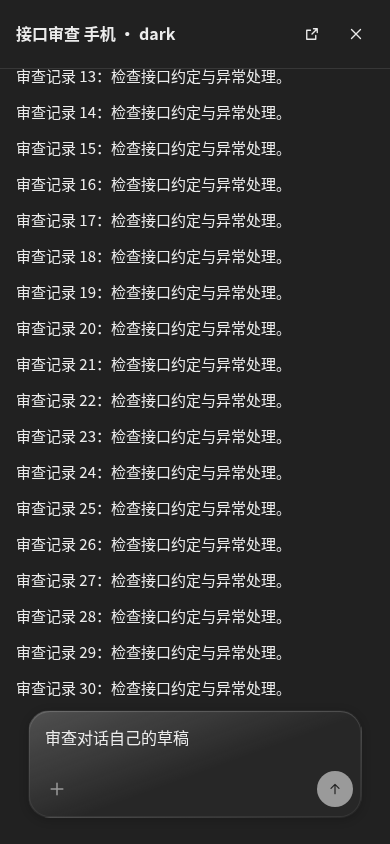 接口审查 手机 · dark
审查记录 13：检查接口约定与异常处理。
审查记录 14：检查接口约定与异常处理。
审查记录 15：检查接口约定与异常处理。
审查记录 16：检查接口约定与异常处理。
审查记录 17：检查接口约定与异常处理。
审查记录 18：检查接口约定与异常处理。
审查记录 19：检查接口约定与异常处理。
审查记录 20：检查接口约定与异常处理。
审查记录 21：检查接口约定与异常处理。
审查记录 22：检查接口约定与异常处理。
审查记录 23：检查接口约定与异常处理。
审查记录 24：检查接口约定与异常处理。
审查记录 25：检查接口约定与异常处理。
审查记录 26：检查接口约定与异常处理。
审查记录 27：检查接口约定与异常处理。
审查记录 28：检查接口约定与异常处理。
审查记录 29：检查接口约定与异常处理。
审查记录 30：检查接口约定与异常处理。
审查对话自己的草稿